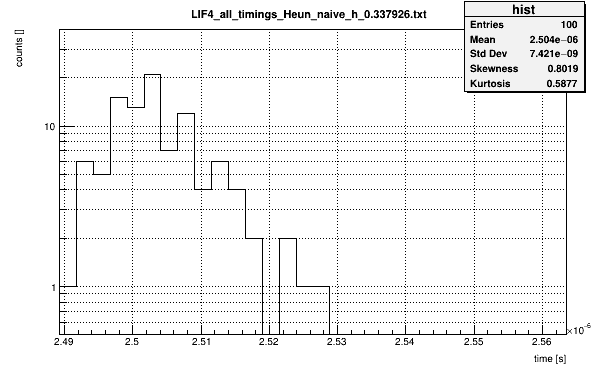 LIF4_all_timings_Heun_naive_h_0.337926.txt
hist
Entries 100
Mean 2.504e−06
Std Dev 7.421e−09
Skewness 0.8019
Kurtosis 0.5877
counts []
10
1
2.49 2.5 2.51 2.52 2.53 2.54 2.55 2.56
×10⁻⁶
time [s]